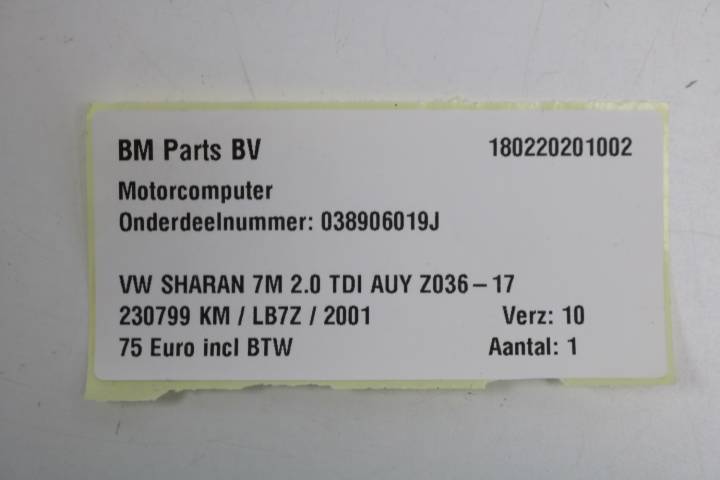 BM Parts BV 180220201002
Motorcomputer
Onderdeelnummer: 038906019J
VW SHARAN 7M 2.0 TDI AUY Z036-17
230799 KM / LB7Z / 2001 Verz: 10
75 Euro incl BTW Aantal: 1